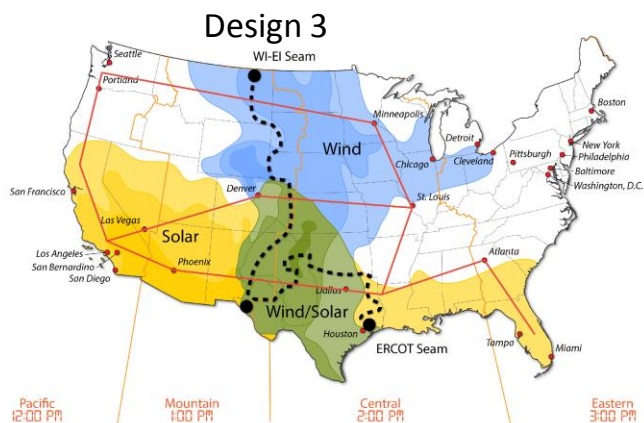 Design 3
WI-EI Seam
Seattle
Portland
Minneapolis
Boston
Detroit
New York
Wind
Chicago
Cleveland
Pittsburgh
Philadelphia
Baltimore
Washington, D.C.
San Francisco
Denver
St. Louis
Las Vegas
Solar
Los Angeles
San Bernardino
San Diego
Phoenix
Atlanta
Dallas
Wind/Solar
Houston
ERCOT Seam
Tampa
Miami
Pacific
12:00 PM
Mountain
1:00 PM
Central
2:00 PM
Eastern
3:00 PM